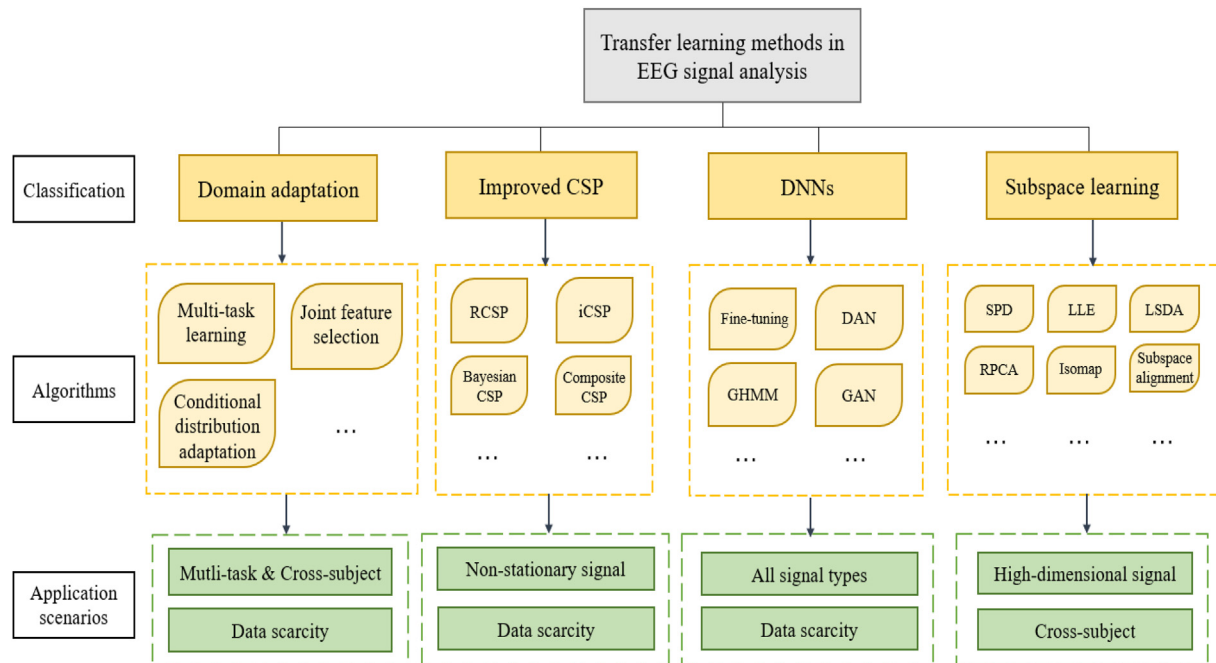 Transfer learning methods in
EEG signal analysis
Classification
Domain adaptation
Improved CSP
DNNs
Subspace learning
Algorithms
Multi-task
learning
Joint feature
selection
Conditional
distribution
adaptation
...
RCSP
iCSP
Bayesian
CSP
Composite
CSP
...
...
Fine-tuning
DAN
GHMM
GAN
...
...
SPD
LLE
LSDA
RPCA
Isomap
Subspace
alignment
...
...
...
Application
scenarios
Mutli-task & Cross-subject
Data scarcity
Non-stationary signal
Data scarcity
All signal types
Data scarcity
High-dimensional signal
Cross-subject